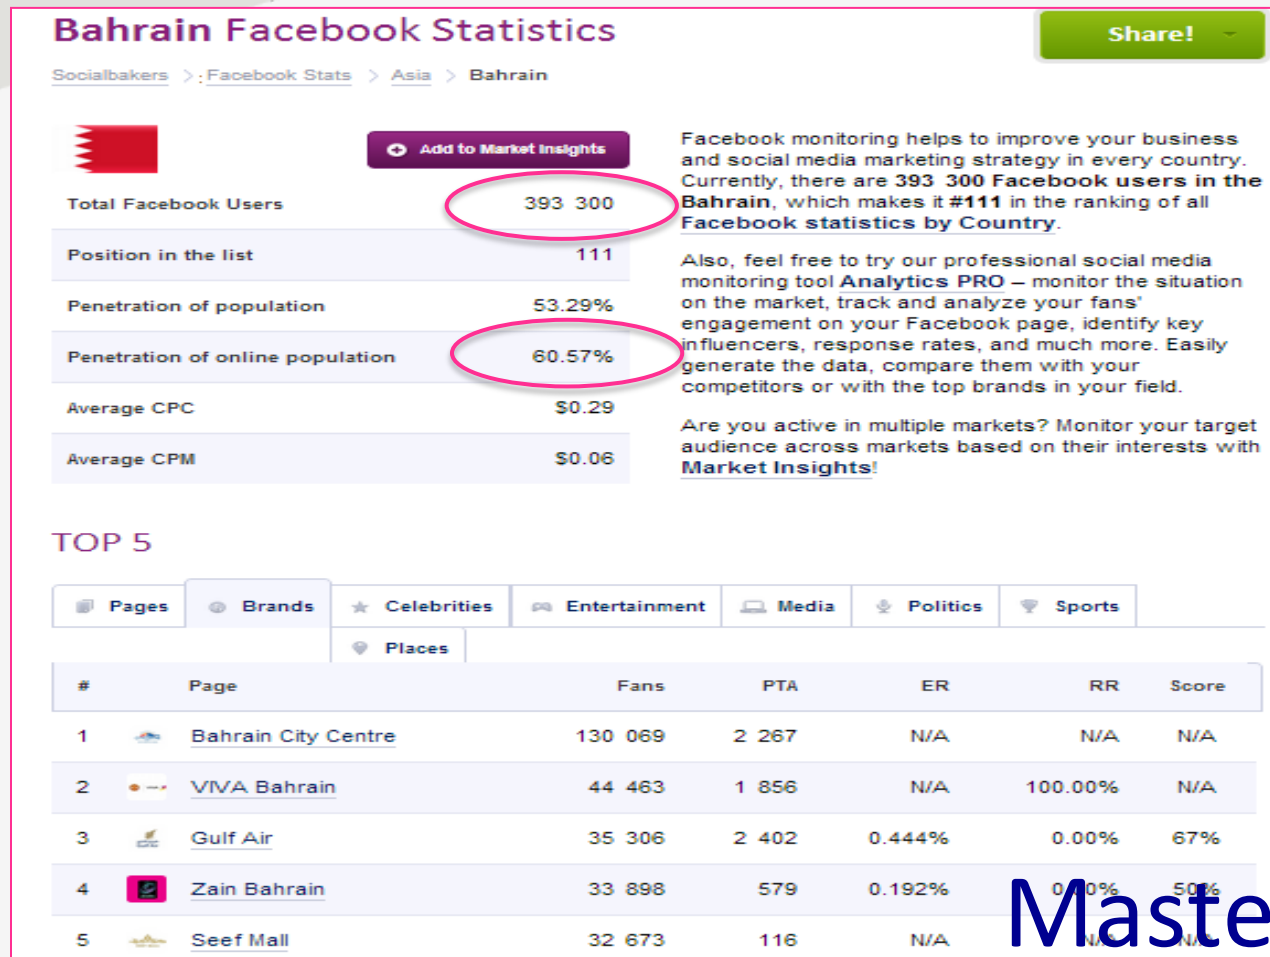 Bahrain Facebook Statistics
Share!
Socialbakers > : Facebook Stats > Asia > Bahrain
Add to Market Insights
Total Facebook Users 393 300
Position in the list 111
Penetration of population 53.29%
Penetration of online population 60.57%
Average CPC $0.29
Average CPM $0.06
Facebook monitoring helps to improve your business
and social media marketing strategy in every country.
Currently, there are 393 300 Facebook users in the
Bahrain, which makes it #111 in the ranking of all
Facebook statistics by Country.
Also, feel free to try our professional social media
monitoring tool Analytics PRO – monitor the situation
on the market, track and analyze your fans'
engagement on your Facebook page, identify key
influencers, response rates, and much more. Easily
generate the data, compare them with your
competitors or with the top brands in your field.
Are you active in multiple markets? Monitor your target
audience across markets based on their interests with
Market Insights!
TOP 5
Pages Brands Celebrities Entertainment Media Politics Sports
Places
# Page Fans PTA ER RR Score
1 Bahrain City Centre 130 069 2 267 N/A N/A N/A
2 VIVA Bahrain 44 463 1 856 N/A 100.00% N/A
3 Gulf Air 35 306 2 402 0.444% 0.00% 67%
4 Zain Bahrain 33 898 579 0.192% 0.00% 50%
5 Seef Mall 32 673 116 N/A N/A N/A
Maste